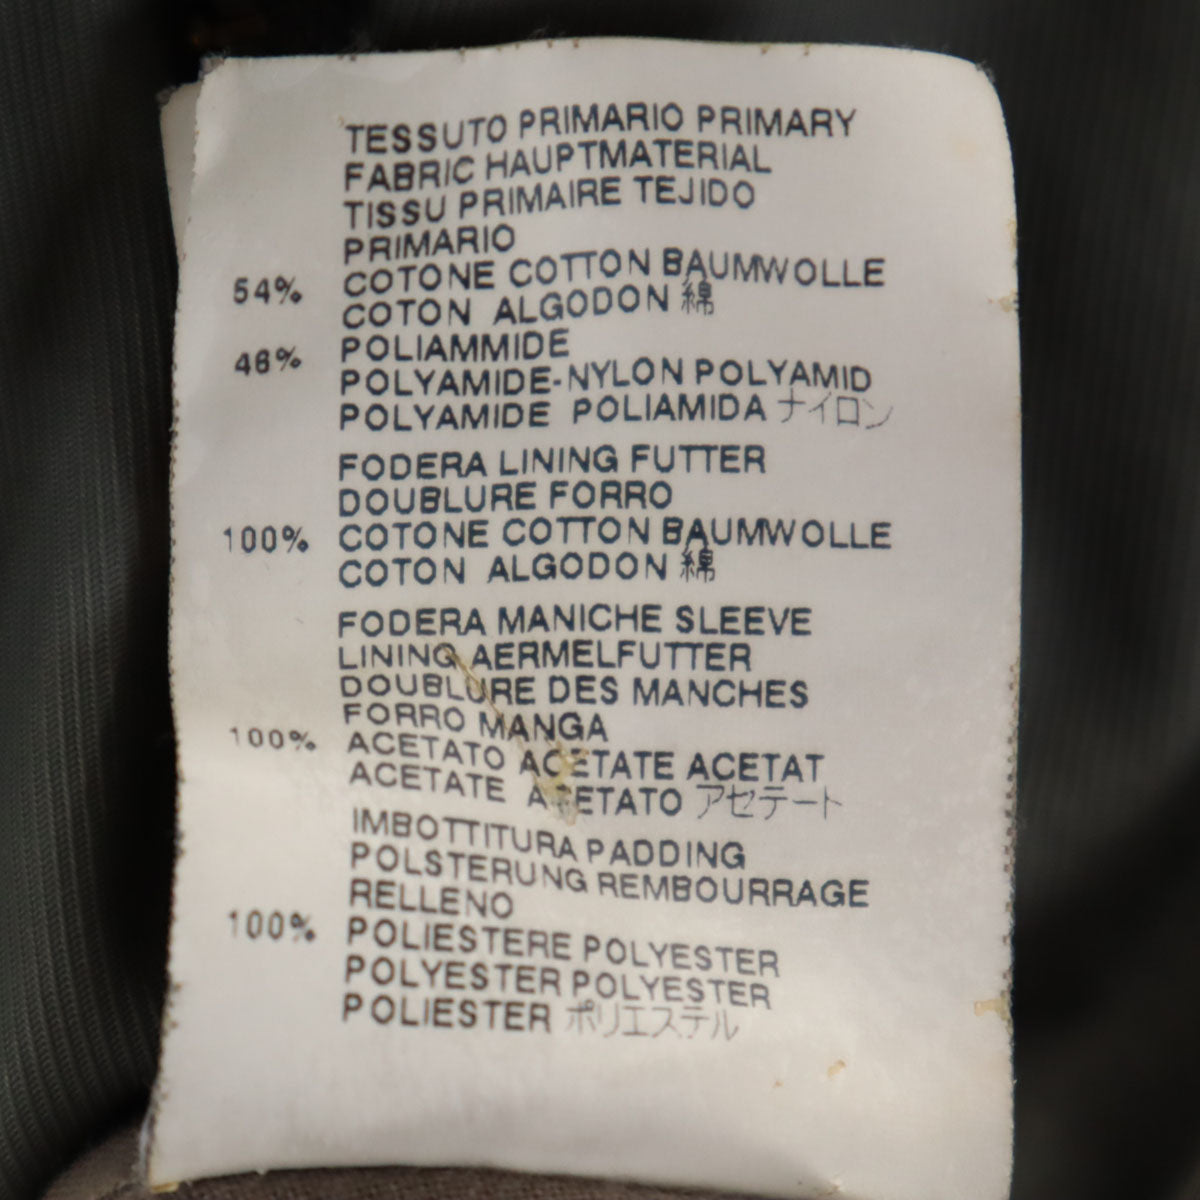 TESSUTO PRIMARIO PRIMARY
FABRIC HAUPTMATERIAL
TISSU PRIMAIRE TEJIDO
PRIMARIO
54% COTONE COTTON BAUMWOLLE
COTON ALGODON 綿
46% POLIAMMIDE
POLYAMIDE-NYLON POLYAMID
POLYAMIDE POLIAMIDA ナイロン
FODERA LINING FUTTER
DOUBLURE FORRO
100% COTONE COTTON BAUMWOLLE
COTON ALGODON 綿
FODERA MANICHE SLEEVE
LINING AERMELFUTTER
DOUBLURE DES MANCHES
FORRO MANGA
100% ACETATO ACETATE ACETAT
ACETATE ACETATO アセテート
IMBOTTITURA PADDING
POLSTERUNG REMBOURRAGE
RELLENO
100% POLIESTERE POLYESTER
POLYESTER POLYESTER
POLIESTER ポリエステル